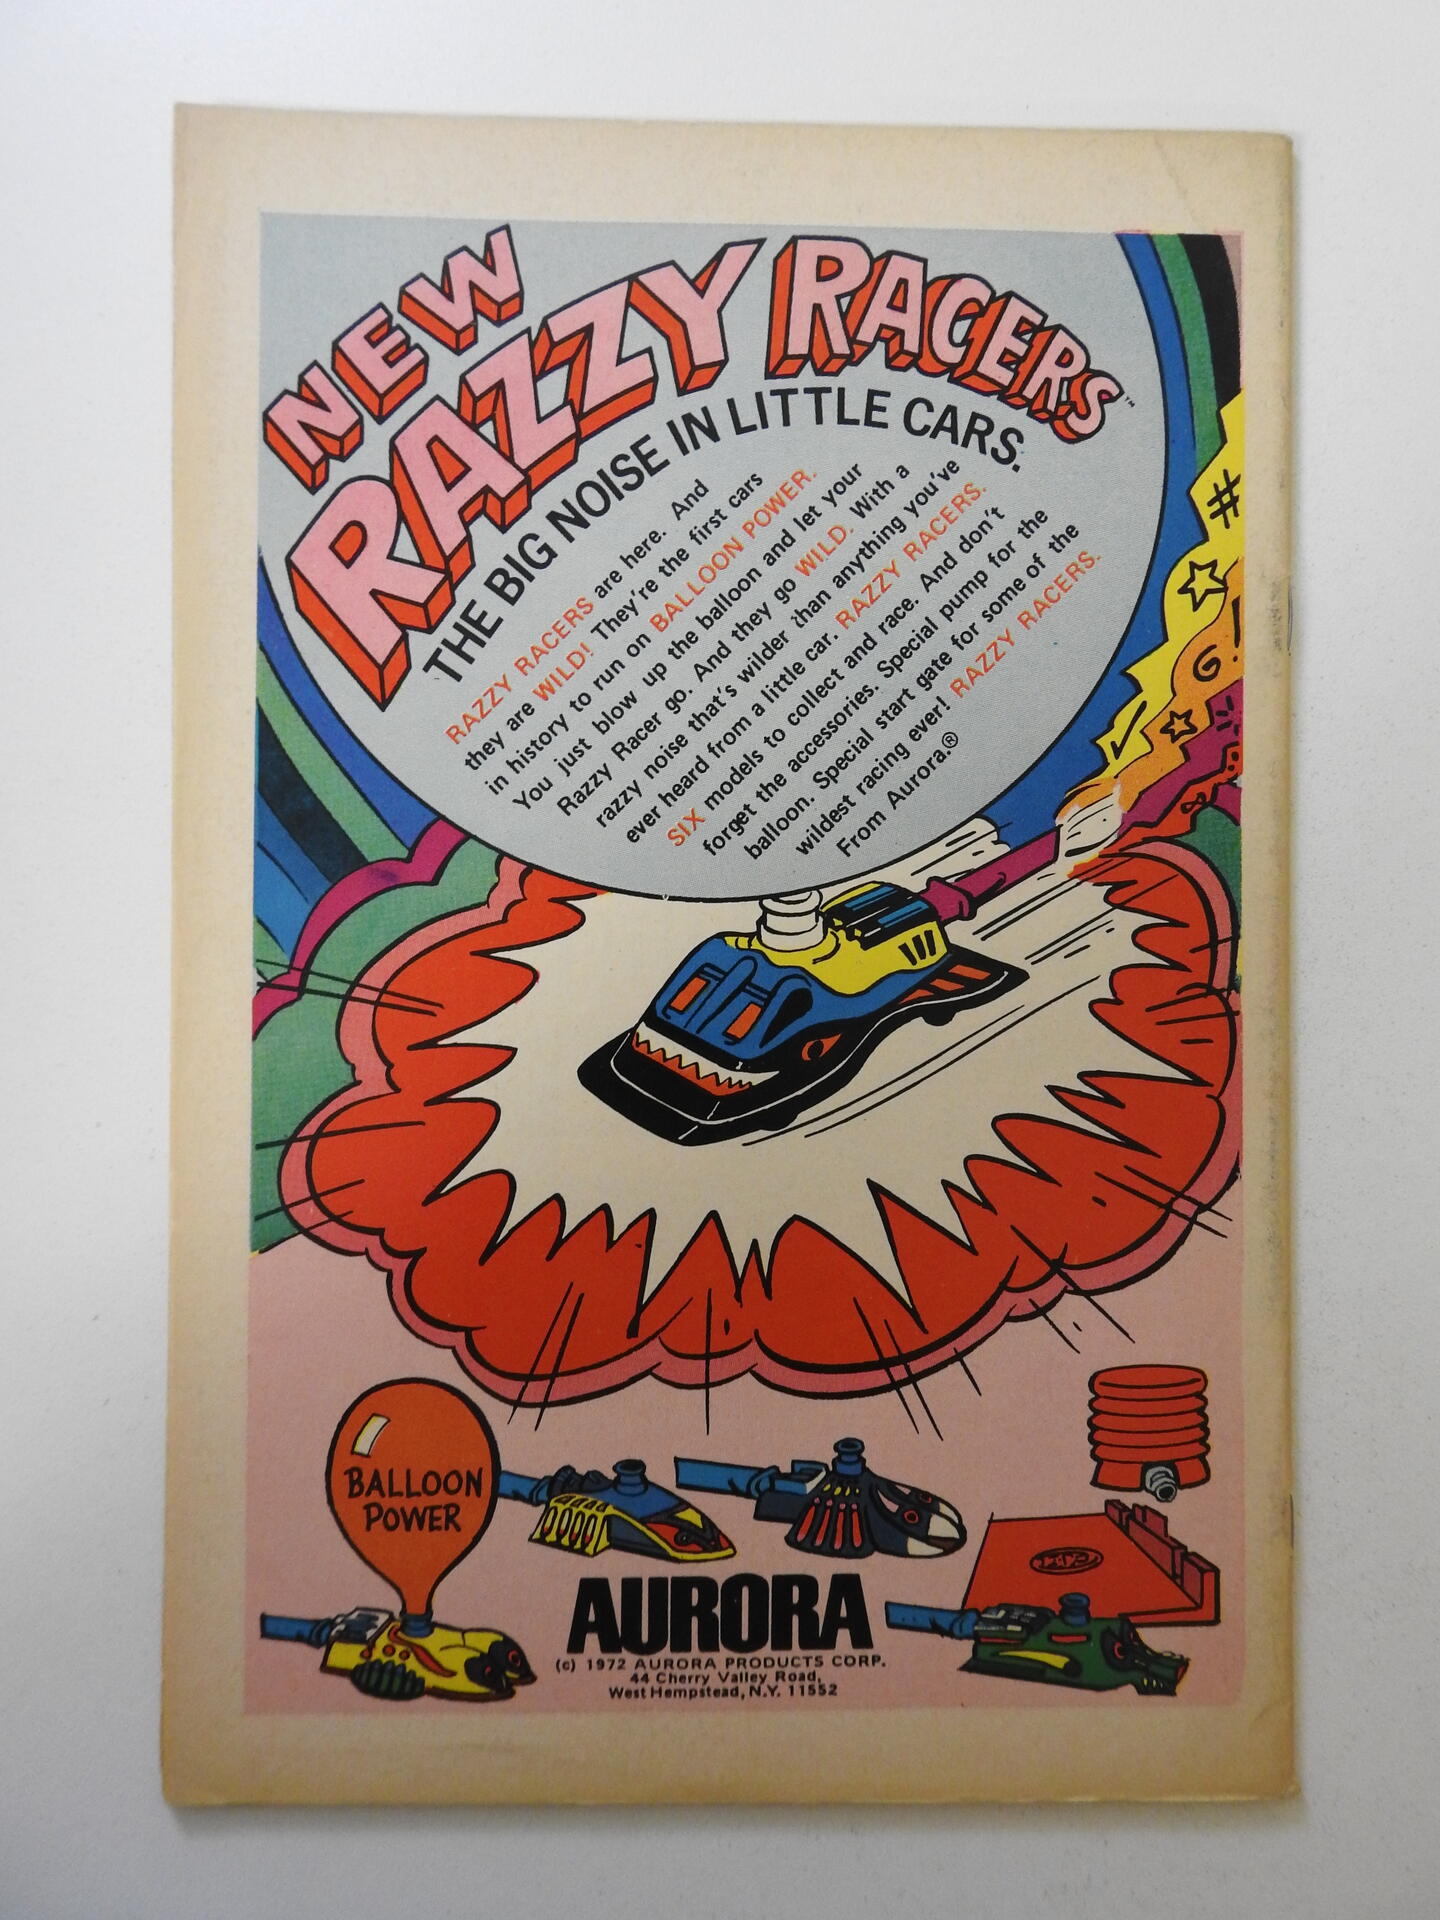 NEW
RAZZY RACERS™
THE BIG NOISE IN LITTLE CARS.
RAZZY RACERS are here. And
they are WILD! They're the first cars
in history to run on BALLOON POWER.
You just blow up the balloon and let your
Razzy Racer go. And they go WILD. With a
razzy noise that's wilder than anything you've
ever heard from a little car. RAZZY RACERS.
SIX models to collect and race. And don't
forget the accessories. Special pump for the
balloon. Special start gate for some of the
wildest racing ever! RAZZY RACERS.
From Aurora.®
#
G!
BALLOON
POWER
AURORA
(c) 1972 AURORA PRODUCTS CORP.
44 Cherry Valley Road,
West Hempstead, N.Y. 11552